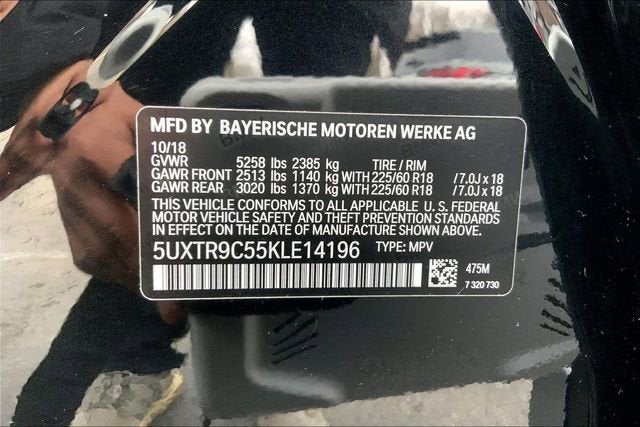 MFD BY BAYERISCHE MOTOREN WERKE AG
10/18
GVWR 5258 lbs 2385 kg TIRE / RIM
GAWR FRONT 2513 lbs 1140 kg WITH 225/60 R18 /7.0J x 18
GAWR REAR 3020 lbs 1370 kg WITH 225/60 R18 /7.0J x 18
THIS VEHICLE CONFORMS TO ALL APPLICABLE U. S. FEDERAL
MOTOR VEHICLE SAFETY AND THEFT PREVENTION STANDARDS
IN EFFECT ON THE DATE OF MANUFACTURE SHOWN ABOVE.
5UXTR9C55KLE14196 TYPE: MPV
475M
7 320 730